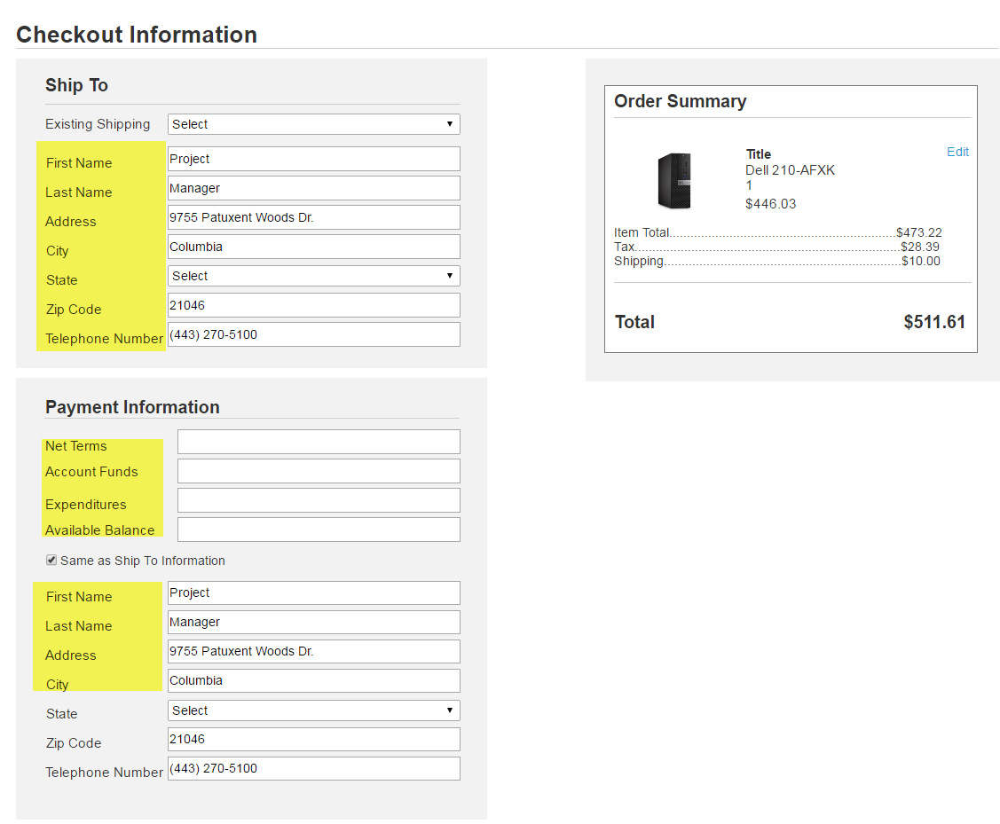 Checkout Information
Ship To
Existing Shipping Select
First Name Project
Last Name Manager
Address 9755 Patuxent Woods Dr.
City Columbia
State Select
Zip Code 21046
Telephone Number (443) 270-5100
Payment Information
Net Terms
Account Funds
Expenditures
Available Balance
Same as Ship To Information
First Name Project
Last Name Manager
Address 9755 Patuxent Woods Dr.
City Columbia
State Select
Zip Code 21046
Telephone Number (443) 270-5100
Order Summary
Title
Edit
Dell 210-AFXK
1
$446.03
Item Total................................................................$473.22
Tax...........................................................................$28.39
Shipping...................................................................$10.00
Total $511.61